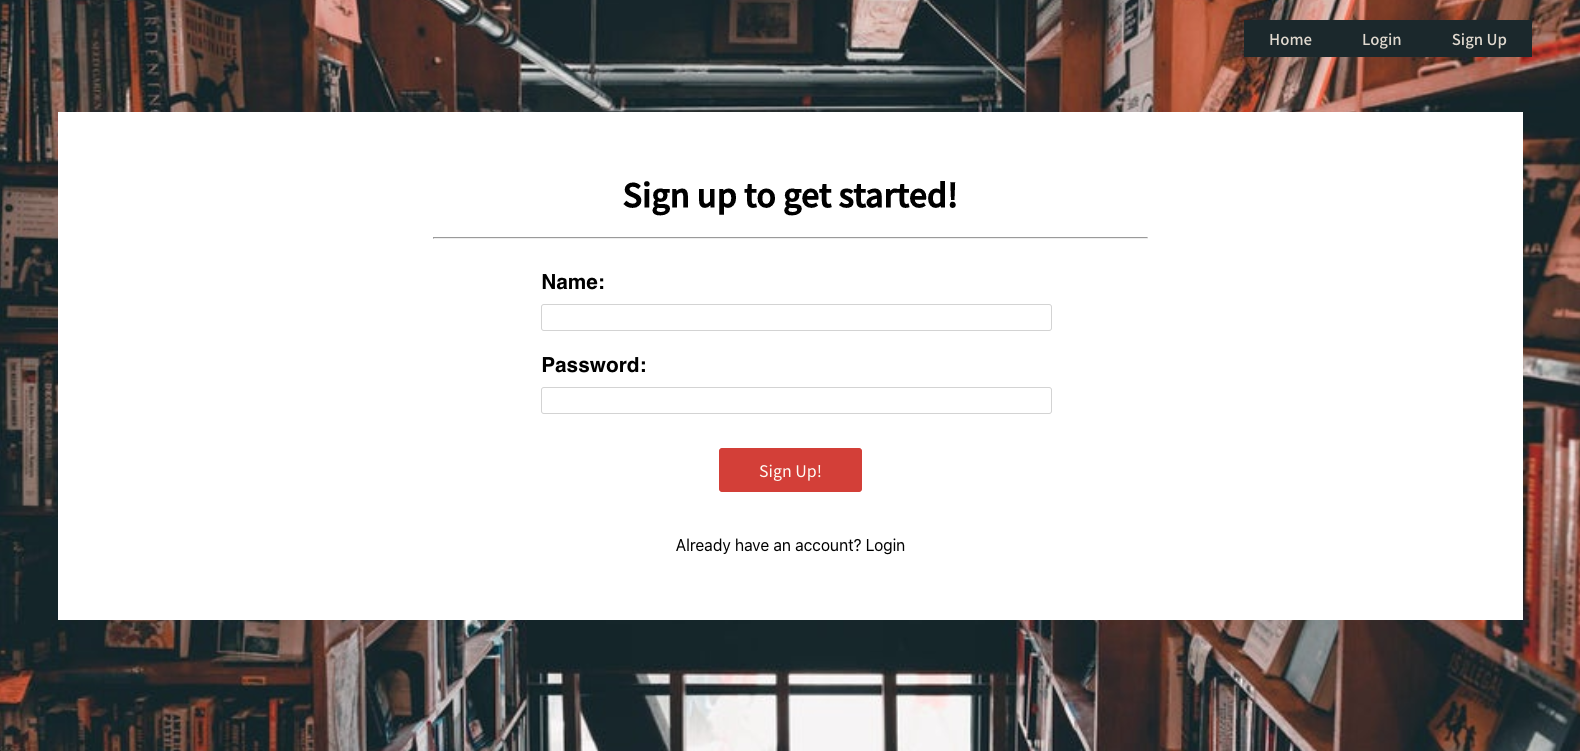 Home Login Sign Up
Sign up to get started!
Name:
Password:
Sign Up!
Already have an account? Login